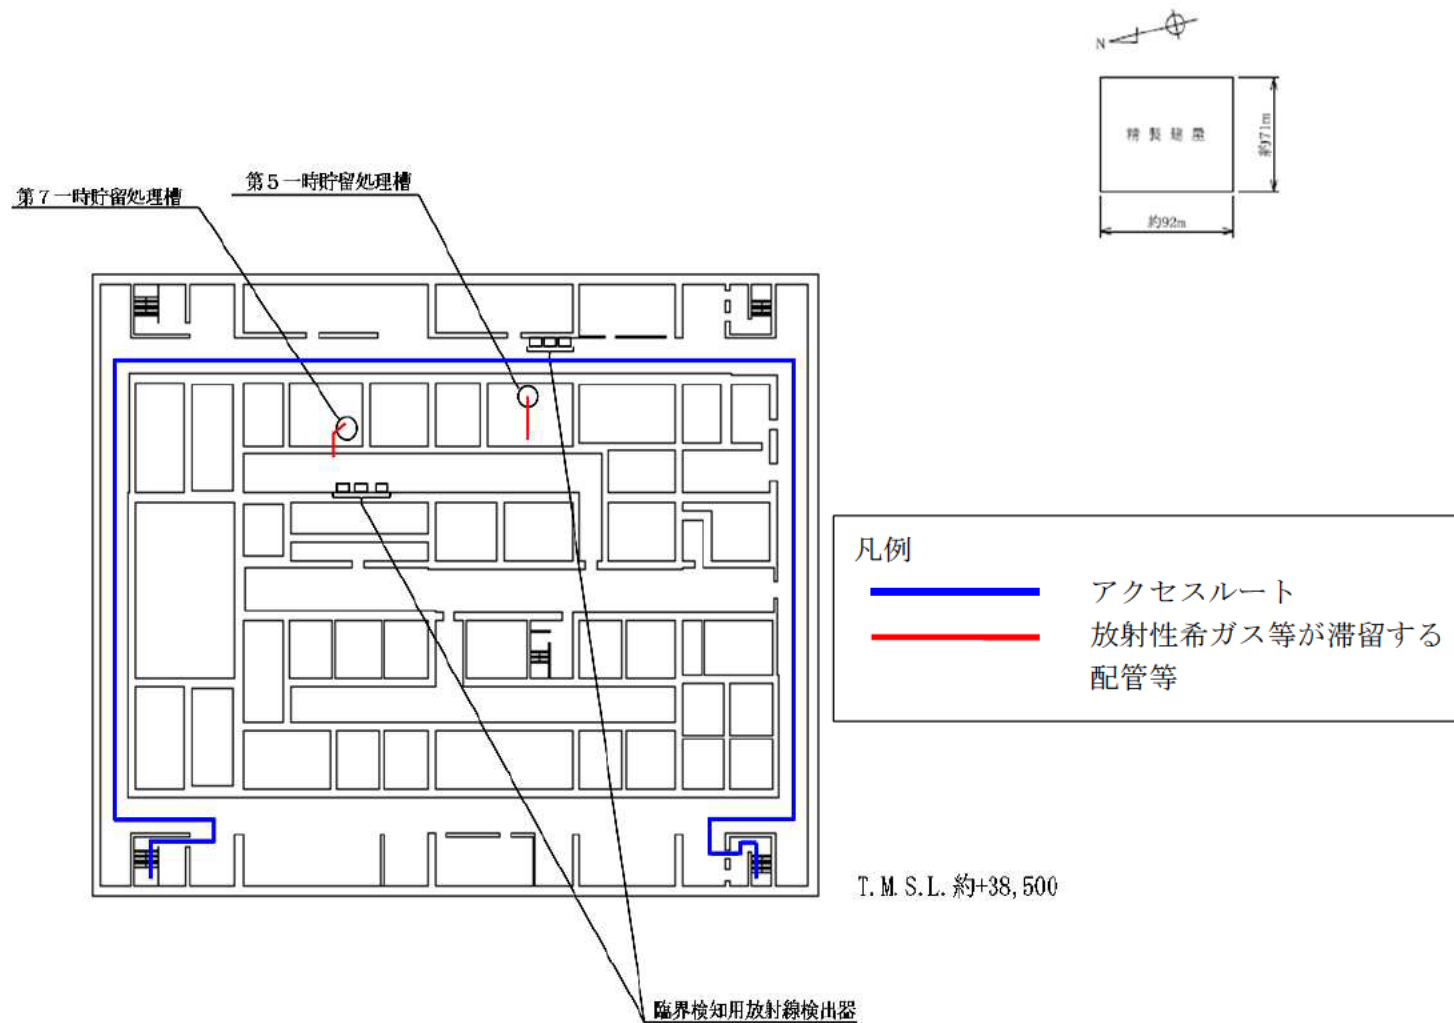 N
精製建屋
約71m
約92m
第5一時貯留処理槽
第7一時貯留処理槽
凡例
アクセスルート
放射性希ガス等が滞留する
配管等
T.M.S.L.約+38,500
臨界検知用放射線検出器